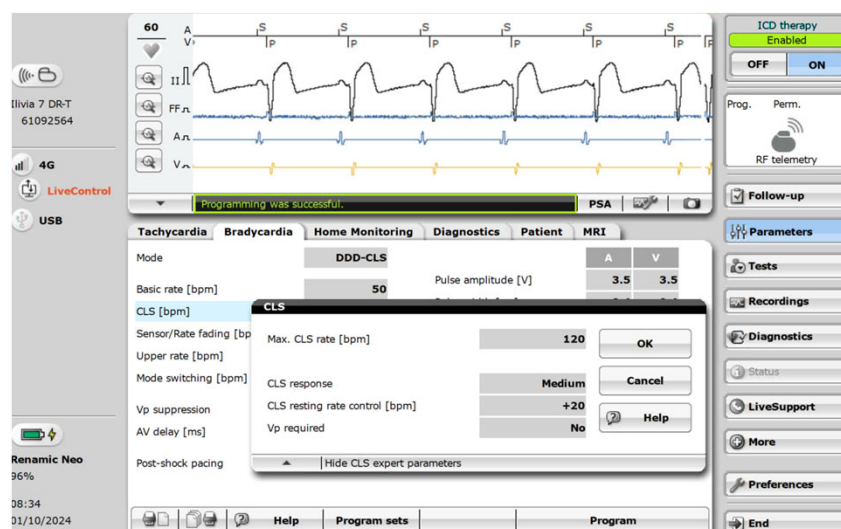 60
A
V
S S S S S S
P P P P P P P
II
FF
A
V
Ilivia 7 DR-T
61092564
4G
LiveControl
USB
Programming was successful.
PSA
Tachycardia Bradycardia Home Monitoring Diagnostics Patient MRI
Mode DDD-CLS A V
Pulse amplitude [V] 3.5 3.5
Basic rate [bpm] 50
CLS [bpm]
Sensor/Rate fading [bp
Upper rate [bpm]
Mode switching [bpm]
Vp suppression
AV delay [ms]
Post-shock pacing
CLS
Max. CLS rate [bpm] 120
CLS response Medium
CLS resting rate control [bpm] +20
Vp required No
OK
Cancel
Help
Hide CLS expert parameters
Help Program sets Program
Renamic Neo
96%
08:34
01/10/2024
ICD therapy
Enabled
OFF ON
Prog. Perm.
RF telemetry
Follow-up
Parameters
Tests
Recordings
Diagnostics
Status
LiveSupport
More
Preferences
End